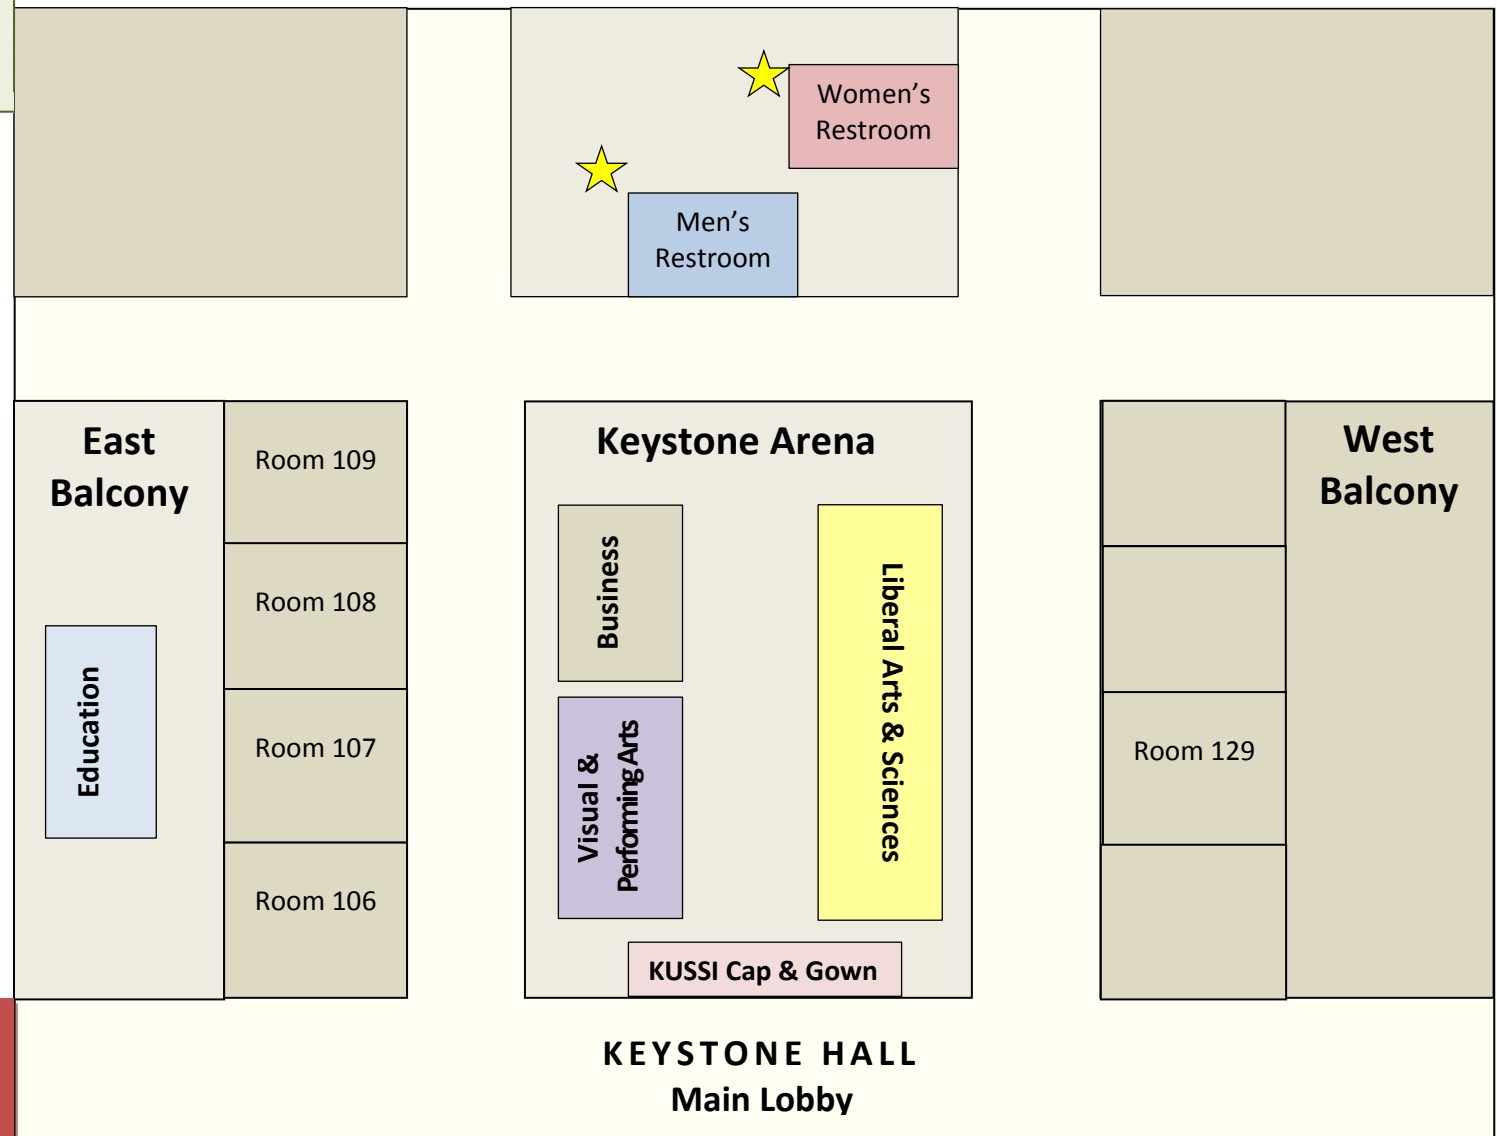 Women's
Restroom
Men's
Restroom
East
Balcony
Room 109
Room 108
Room 107
Room 106
Education
Keystone Arena
Business
Visual &
Performing Arts
Liberal Arts & Sciences
KUSSI Cap & Gown
West
Balcony
Room 129
KEYSTONE HALL
Main Lobby